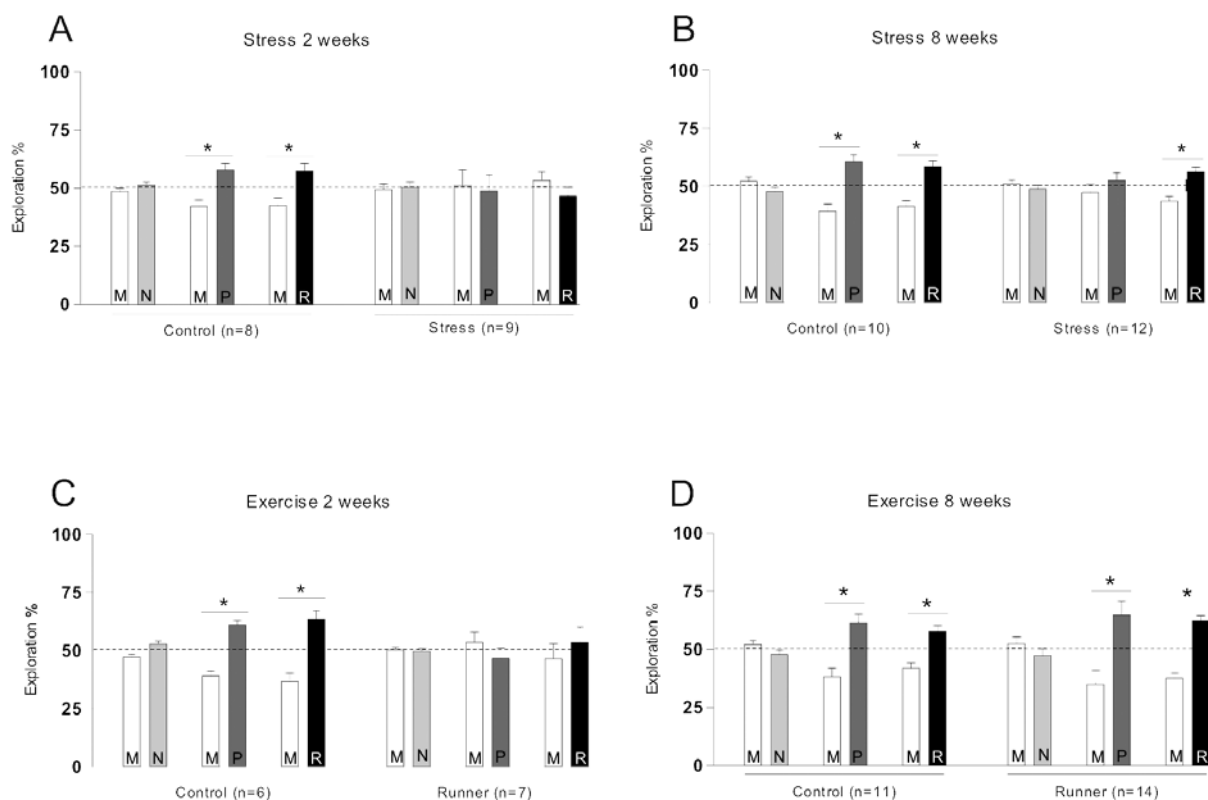 A
Stress 2 weeks
Exploration %
100
75
50
25
0
* *
M N M P M R M N M P M R
Control (n=8) Stress (n=9)
B
Stress 8 weeks
Exploration %
100
75
50
25
0
* * *
M N M P M R M N M P M R
Control (n=10) Stress (n=12)
C
Exercise 2 weeks
Exploration %
100
75
50
25
0
* *
M N M P M R M N M P M R
Control (n=6) Runner (n=7)
D
Exercise 8 weeks
Exploration %
100
75
50
25
0
* * * *
M N M P M R M N M P M R
Control (n=11) Runner (n=14)